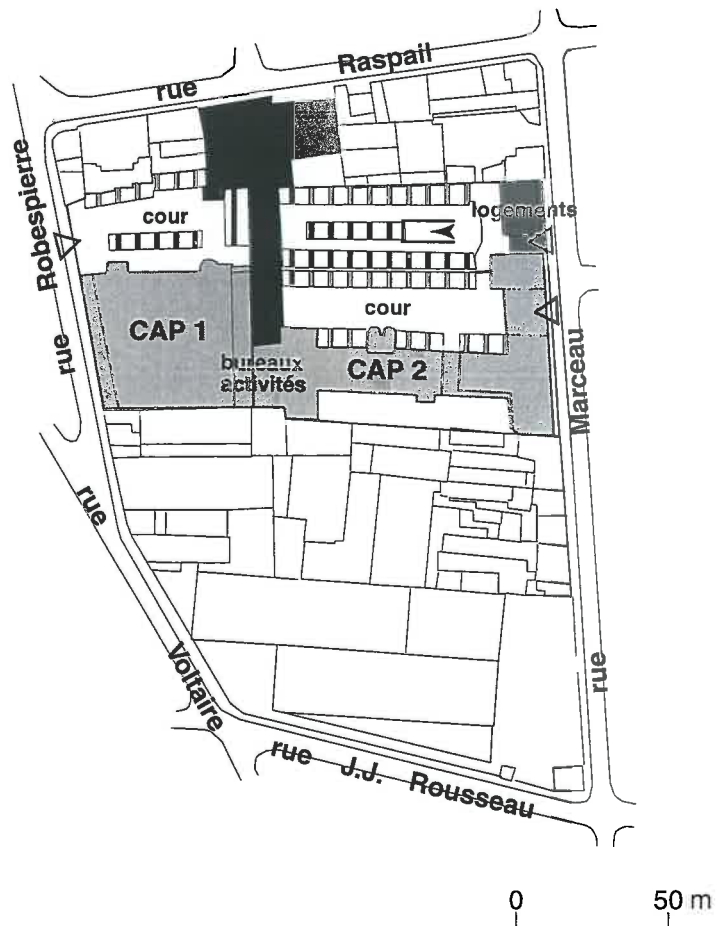 rue Raspail
rue Robespierre
cour
logements
cour
CAP 1
bureaux
activités
CAP 2
rue Marceau
rue Voltaire
rue J.J. Rousseau
0 50 m